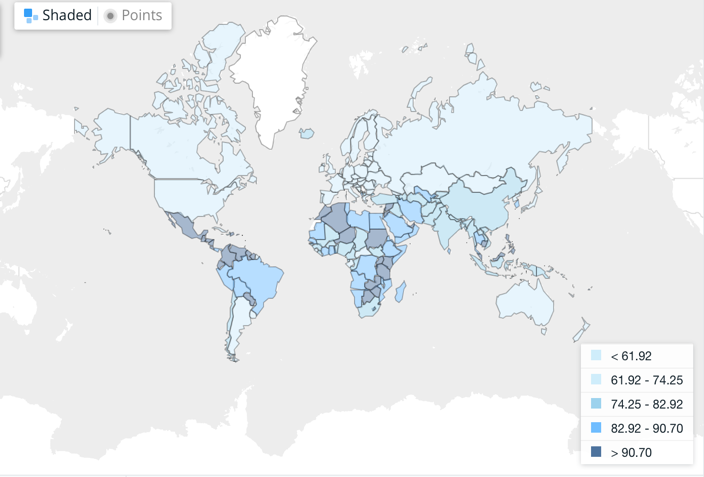 Shaded Points
< 61.92
61.92 - 74.25
74.25 - 82.92
82.92 - 90.70
> 90.70